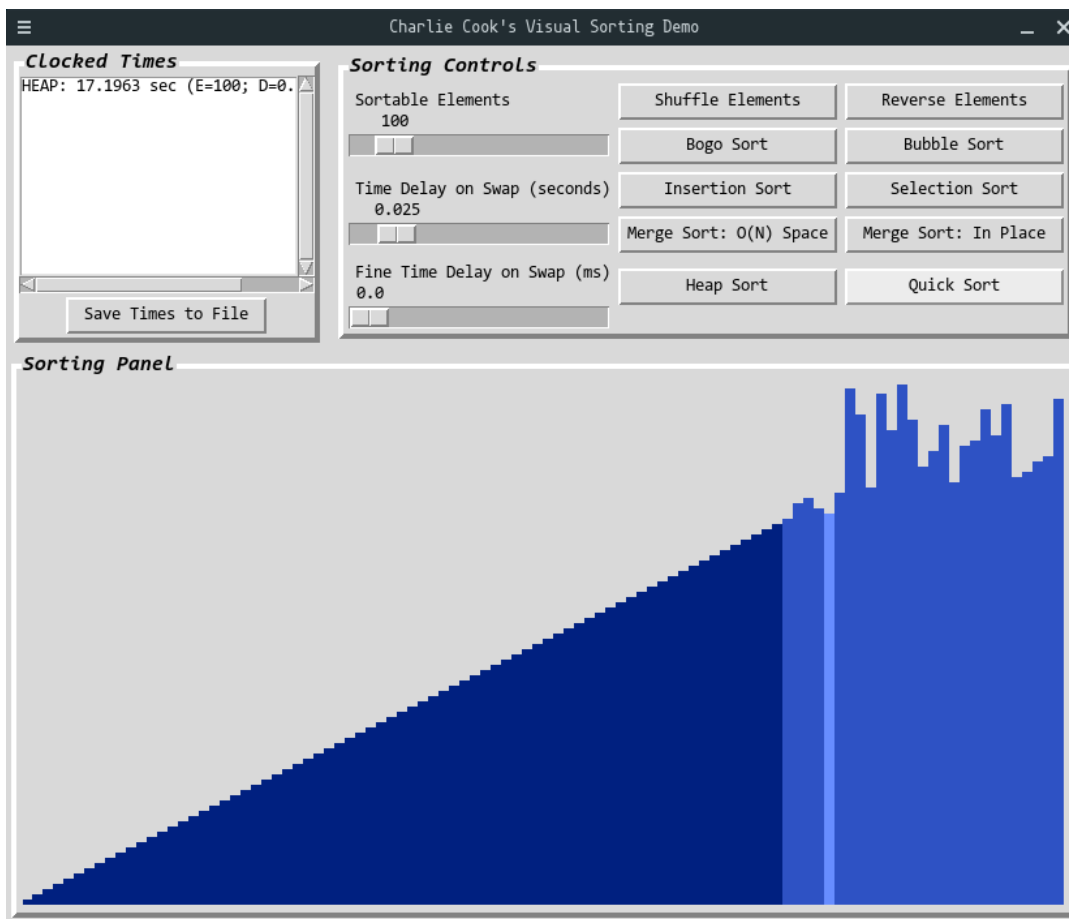 Charlie Cook's Visual Sorting Demo
Clocked Times
HEAP: 17.1963 sec (E=100; D=0.
Save Times to File
Sorting Controls
Sortable Elements
100
Time Delay on Swap (seconds)
0.025
Fine Time Delay on Swap (ms)
0.0
Shuffle Elements
Reverse Elements
Bogo Sort
Bubble Sort
Insertion Sort
Selection Sort
Merge Sort: O(N) Space
Merge Sort: In Place
Heap Sort
Quick Sort
Sorting Panel